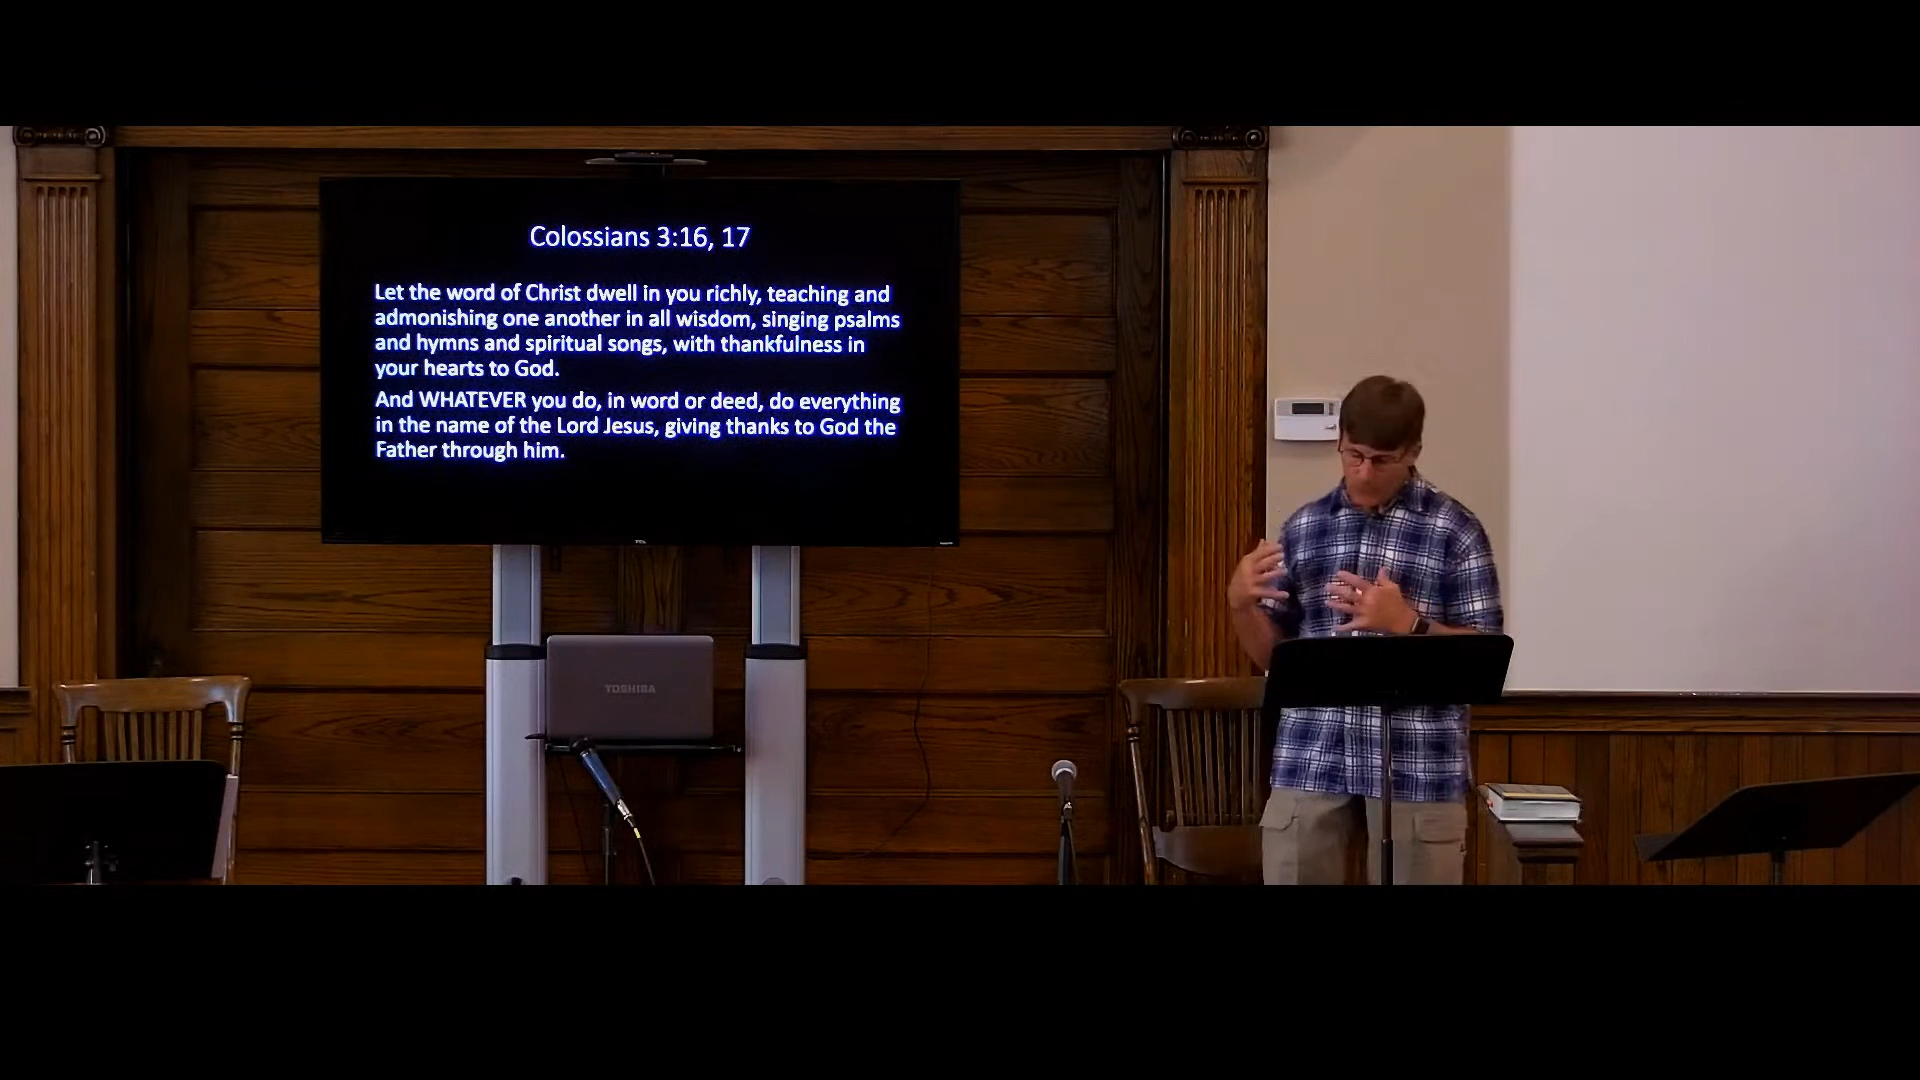 Colossians 3:16, 17
Let the word of Christ dwell in you richly, teaching and
admonishing one another in all wisdom, singing psalms
and hymns and spiritual songs, with thankfulness in
your hearts to God.
And WHATEVER you do, in word or deed, do everything
in the name of the Lord Jesus, giving thanks to God the
Father through him.
TCL
TOSHIBA